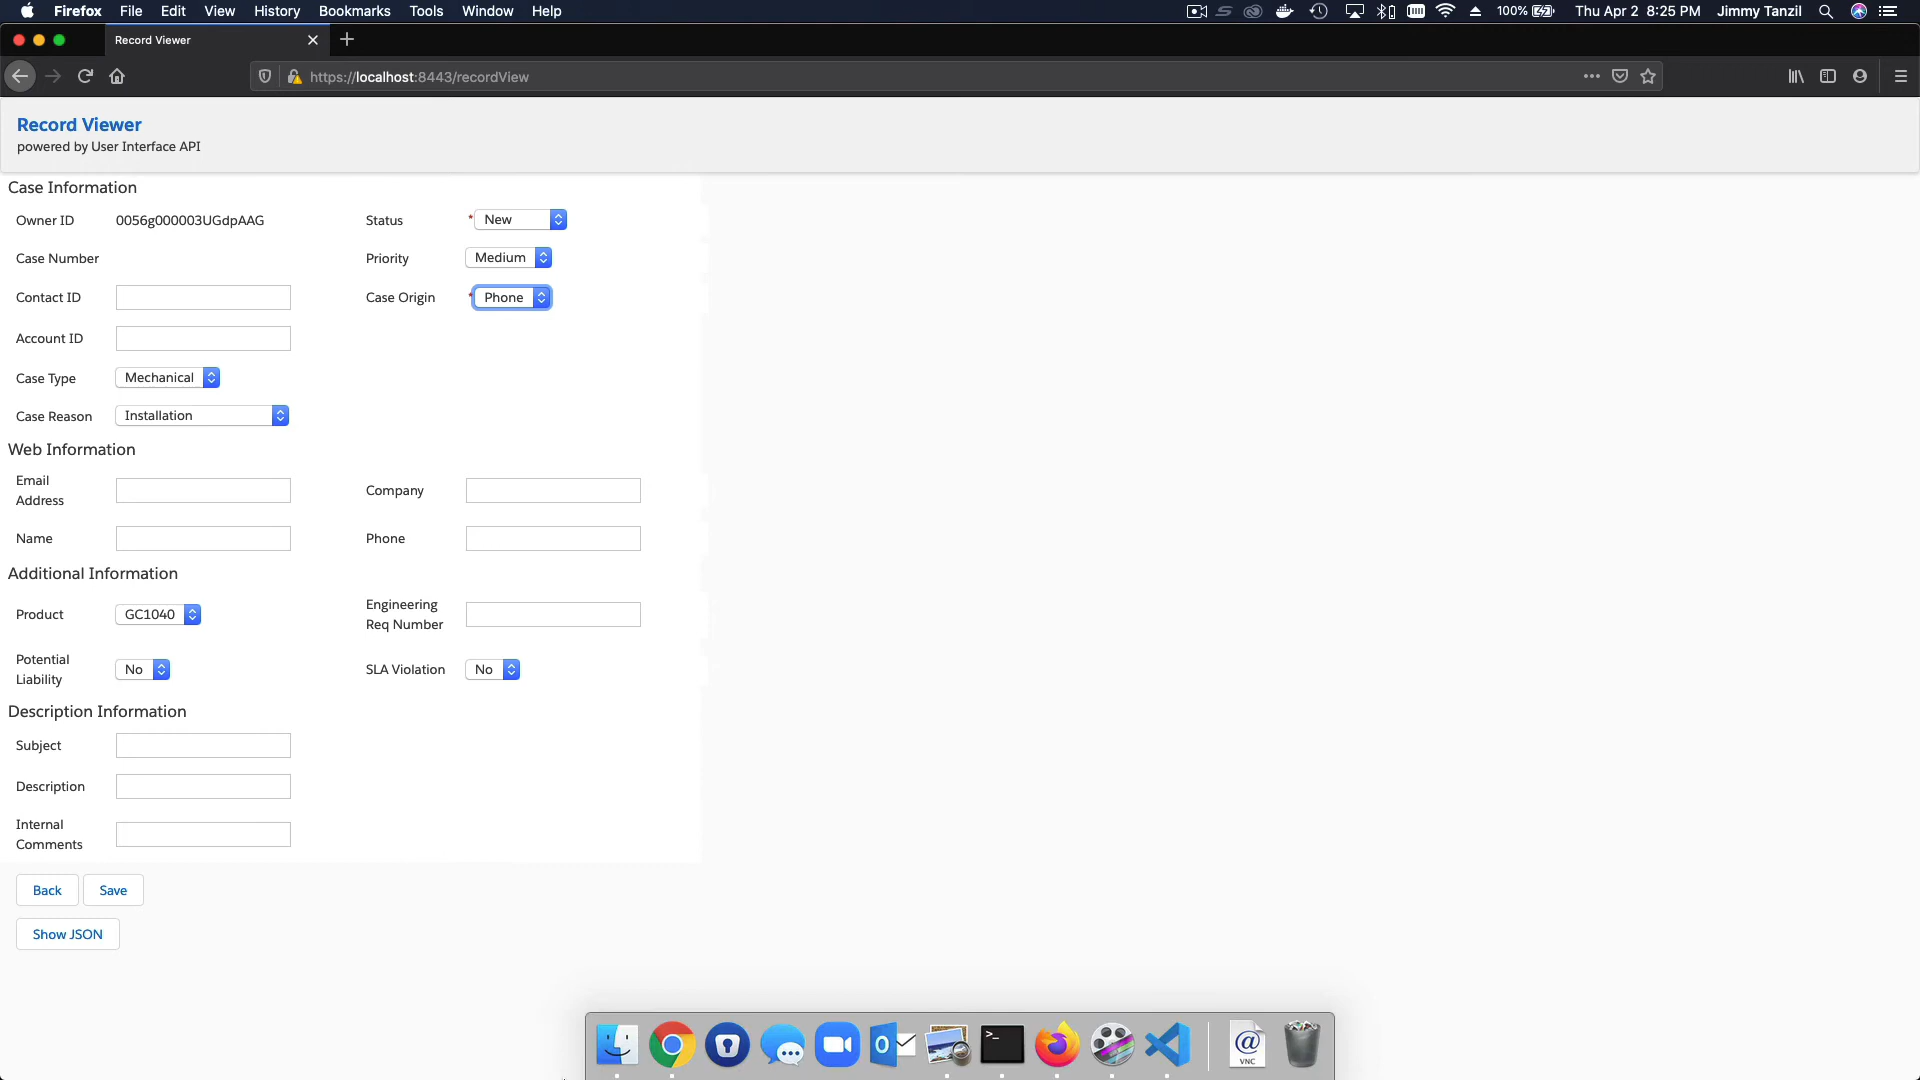 Firefox File Edit View History Bookmarks Tools Window Help 100% Thu Apr 2 8:25 PM Jimmy Tanzil
Record Viewer
https://localhost:8443/recordView
Record Viewer
powered by User Interface API
Case Information
Owner ID 0056g000003UGdpAAG Status * New
Case Number Priority Medium
Contact ID Case Origin * Phone
Account ID
Case Type Mechanical
Case Reason Installation
Web Information
Email
Address Company
Name Phone
Additional Information
Product GC1040 Engineering
Req Number
Potential
Liability No SLA Violation No
Description Information
Subject
Description
Internal
Comments
Back Save
Show JSON
>_
@
VNC